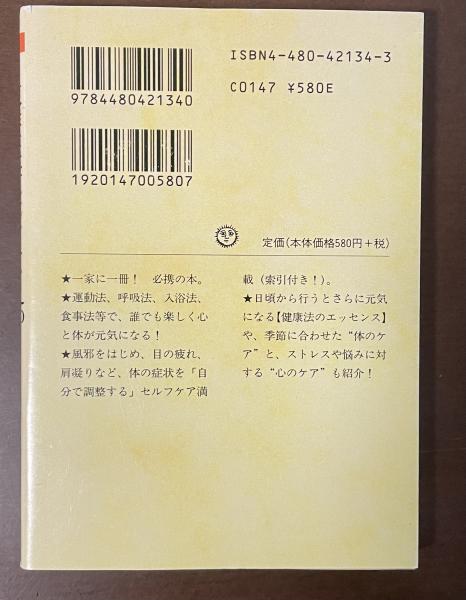 ISBN4-480-42134-3
9784480421340
C0147 ¥580E
1920147005807
定価(本体価格580円+税)
★一家に一冊！ 必携の本。
★運動法、呼吸法、入浴法、
食事法等で、誰でも楽しく心
と体が元気になる！
★風邪をはじめ、目の疲れ、
肩凝りなど、体の症状を「自
分で調整する」セルフケア満
載（索引付き！）。
★日頃から行うとさらに元気
になる【健康法のエッセンス】
や、季節に合わせた“体のケ
ア”と、ストレスや悩みに対
する“心のケア”も紹介！